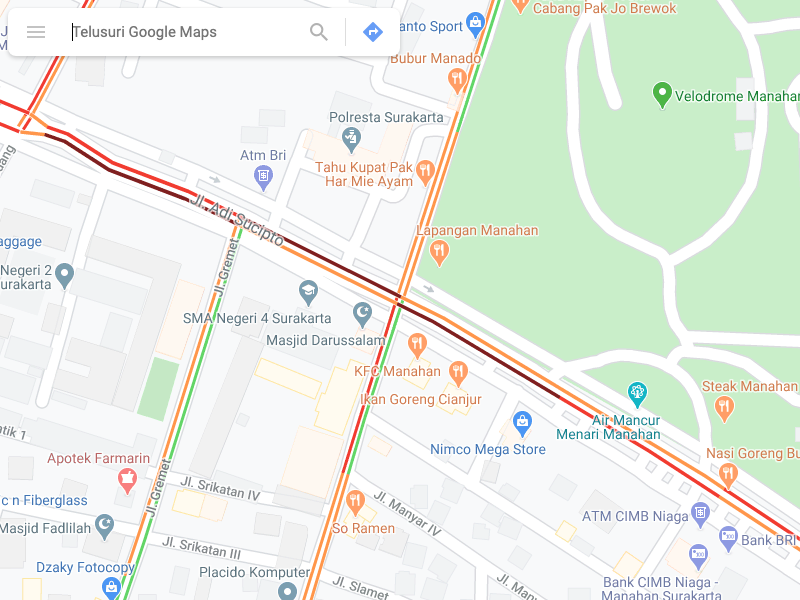 Cabang Pak Jo Brewok
Telusuri Google Maps
anto Sport
Bubur Manado
Velodrome Manahan
Polresta Surakarta
Atm Bri
Tahu Kupat Pak
Har Mie Ayam
Jl. Adi Sucipto
Lapangan Manahan
aggage
Jl. Gremet
Negeri 2
urakarta
SMA Negeri 4 Surakarta
Masjid Darussalam
KFC Manahan
Ikan Goreng Cianjur
Steak Manahan
Air Mancur
Menari Manahan
atik 1
Nimco Mega Store
Nasi Goreng Bu
Apotek Farmarin
Jl. Srikatan IV
c n Fiberglass
Jl. Gremet
Jl. Manyar IV
ATM CIMB Niaga
Masjid Fadlilah
So Ramen
Bank BRI
Jl. Srikatan III
Dzaky Fotocopy
Placido Komputer
Jl. Slamet
Jl. Man
Bank CIMB Niaga -
Manahan Surakarta